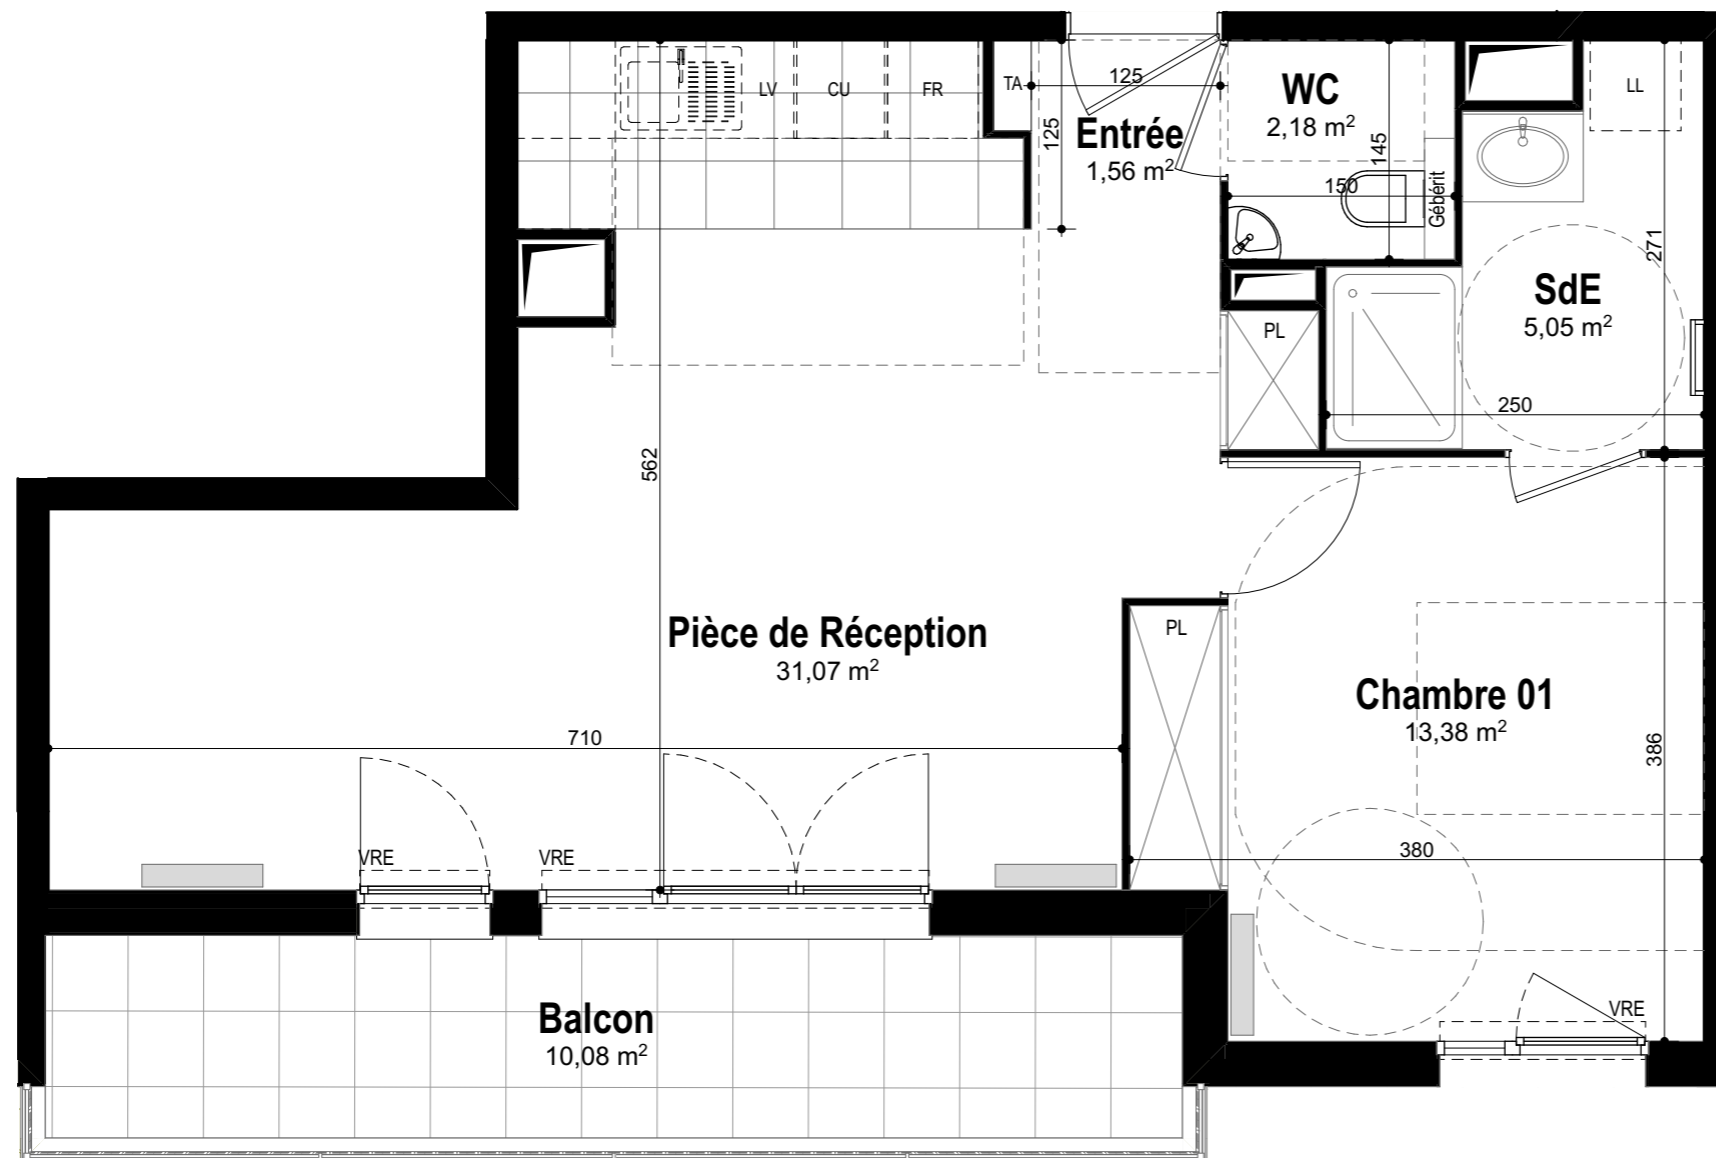 LV
CU
FR
TA
125
125
Entrée
1,56 m²
WC
2,18 m²
145
150
Gébérit
LL
271
SdE
5,05 m²
PL
250
562
Pièce de Réception
31,07 m²
PL
Chambre 01
13,38 m²
710
386
380
VRE
VRE
VRE
Balcon
10,08 m²